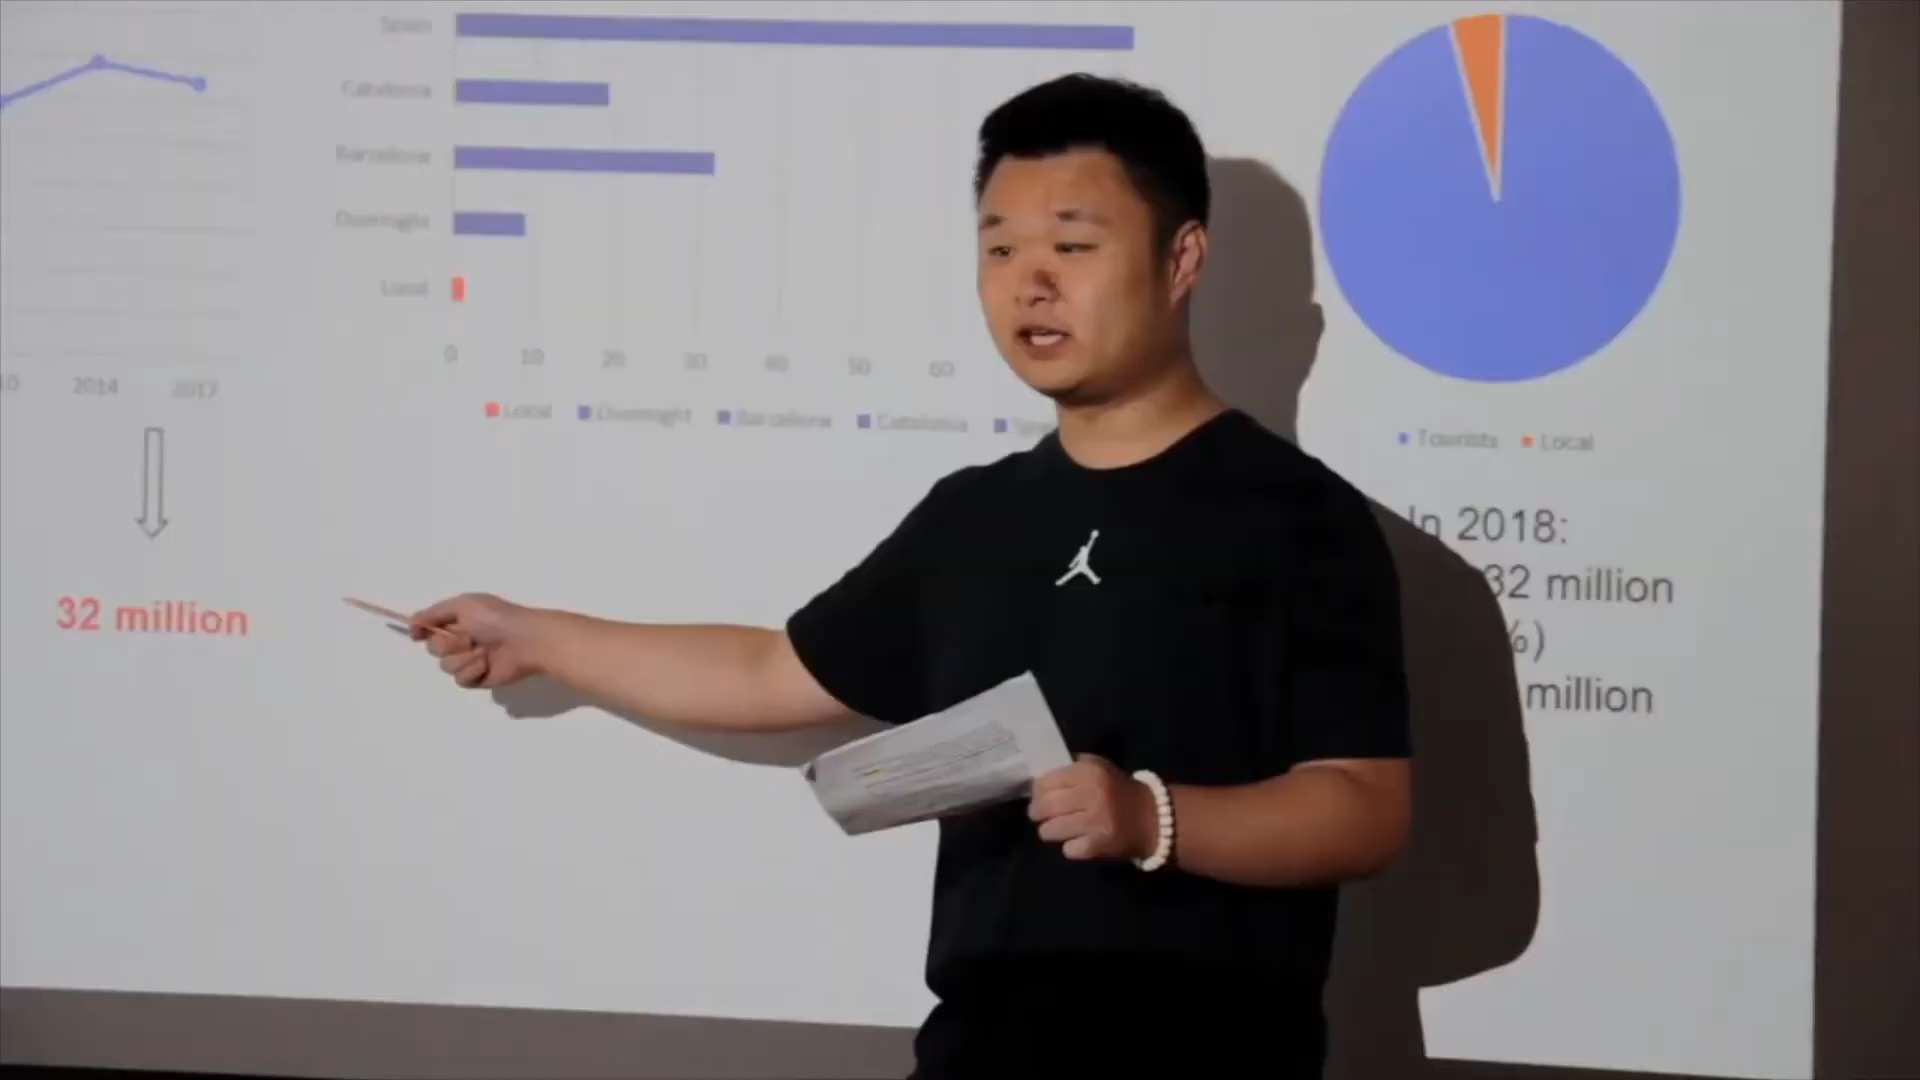 Spain
Catalonia
Barcelona
Overnight
Local
0 10 20 30 40 50 60
10 2014 2017
Local Overnight Barcelona Catalonia
Tourists Local
In 2018:
32 million
32 million
%)
million